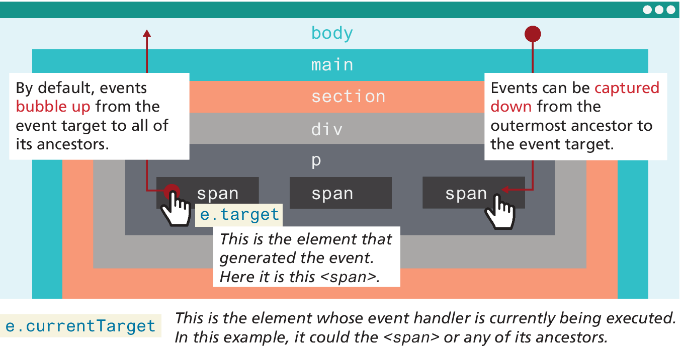 body
main
section
div
p
By default, events
bubble up from the
event target to all of
its ancestors.
Events can be captured
down from the
outermost ancestor to
the event target.
span
span
span
e.target
This is the element that
generated the event.
Here it is this <span>.
e.currentTarget
This is the element whose event handler is currently being executed.
In this example, it could the <span> or any of its ancestors.